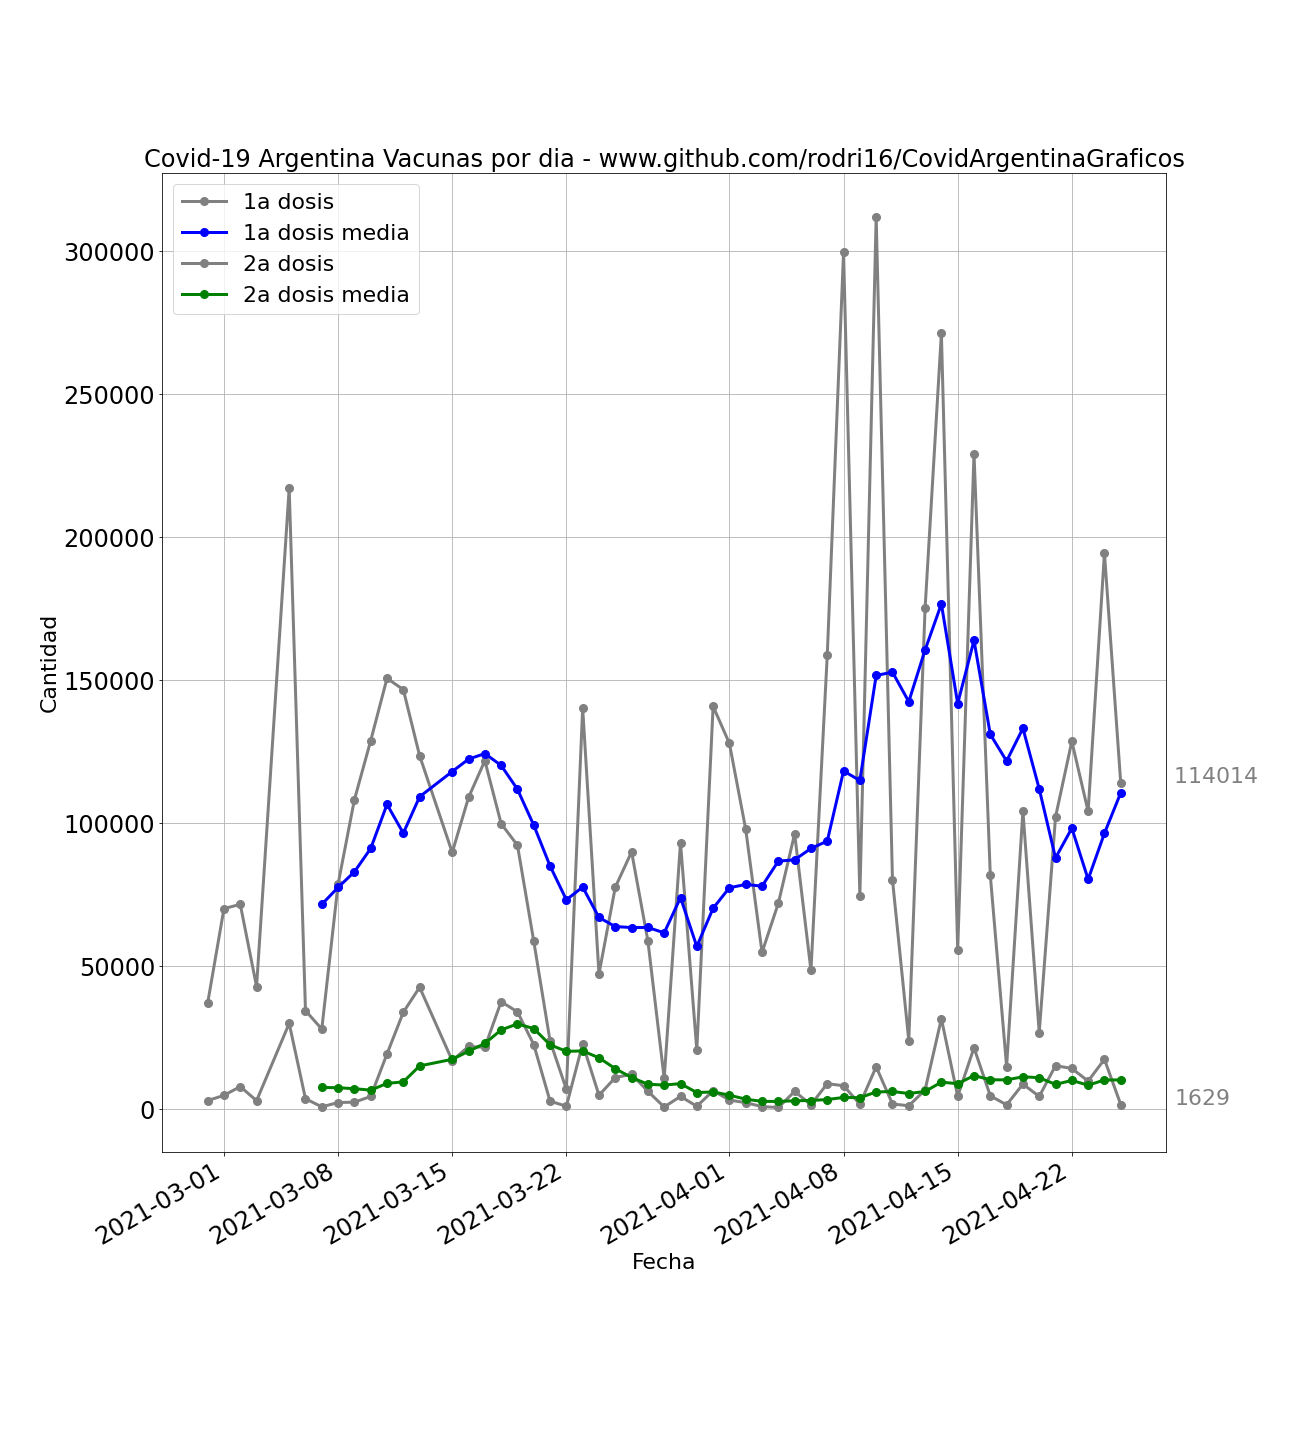 Covid-19 Argentina Vacunas por dia - www.github.com/rodri16/CovidArgentinaGraficos
1a dosis
1a dosis media
2a dosis
2a dosis media
300000
250000
200000
150000
100000
50000
0
Cantidad
114014
1629
2021-03-01
2021-03-08
2021-03-15
2021-03-22
2021-04-01
2021-04-08
2021-04-15
2021-04-22
Fecha